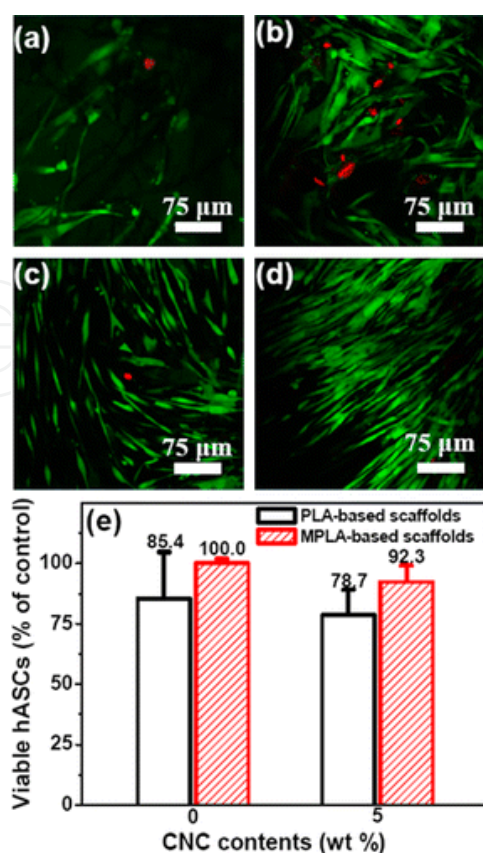 (a)
75 μm
(b)
75 μm
(c)
75 μm
(d)
75 μm
(e)
PLA-based scaffolds
MPLA-based scaffolds
85.4
100.0
78.7
92.3
Viable hASCs (% of control)
100
75
50
25
0
0
5
CNC contents (wt %)